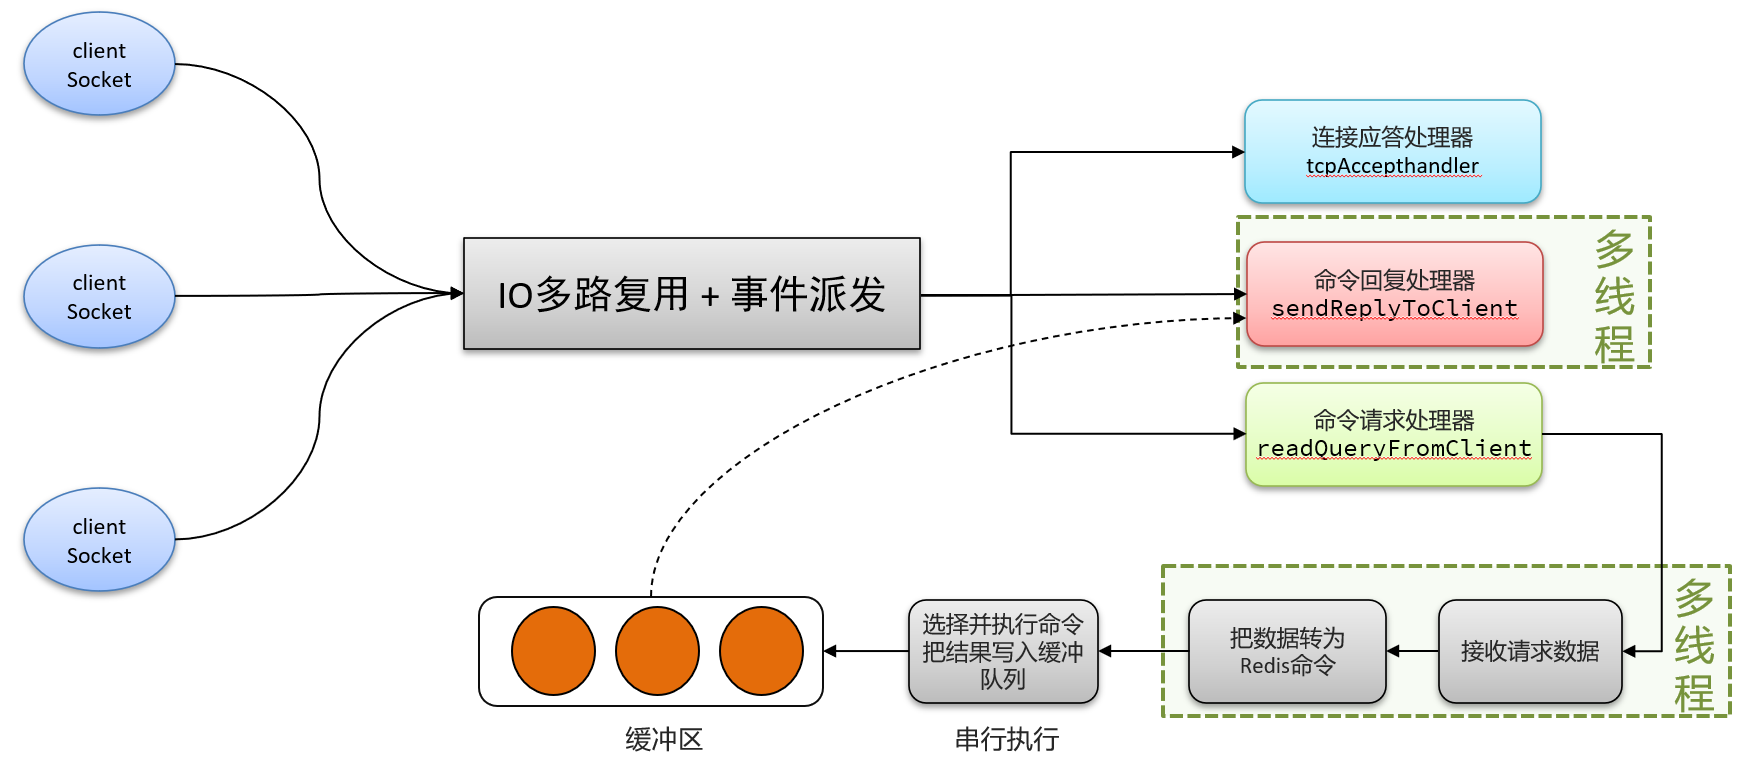 client
Socket
client
Socket
client
Socket
IO多路复用 + 事件派发
连接应答处理器
tcpAccepthandler
命令回复处理器
sendReplyToClient
多
线
程
命令请求处理器
readQueryFromClient
选择并执行命令
把结果写入缓冲
队列
把数据转为
Redis命令
接收请求数据
多
线
程
缓冲区
串行执行